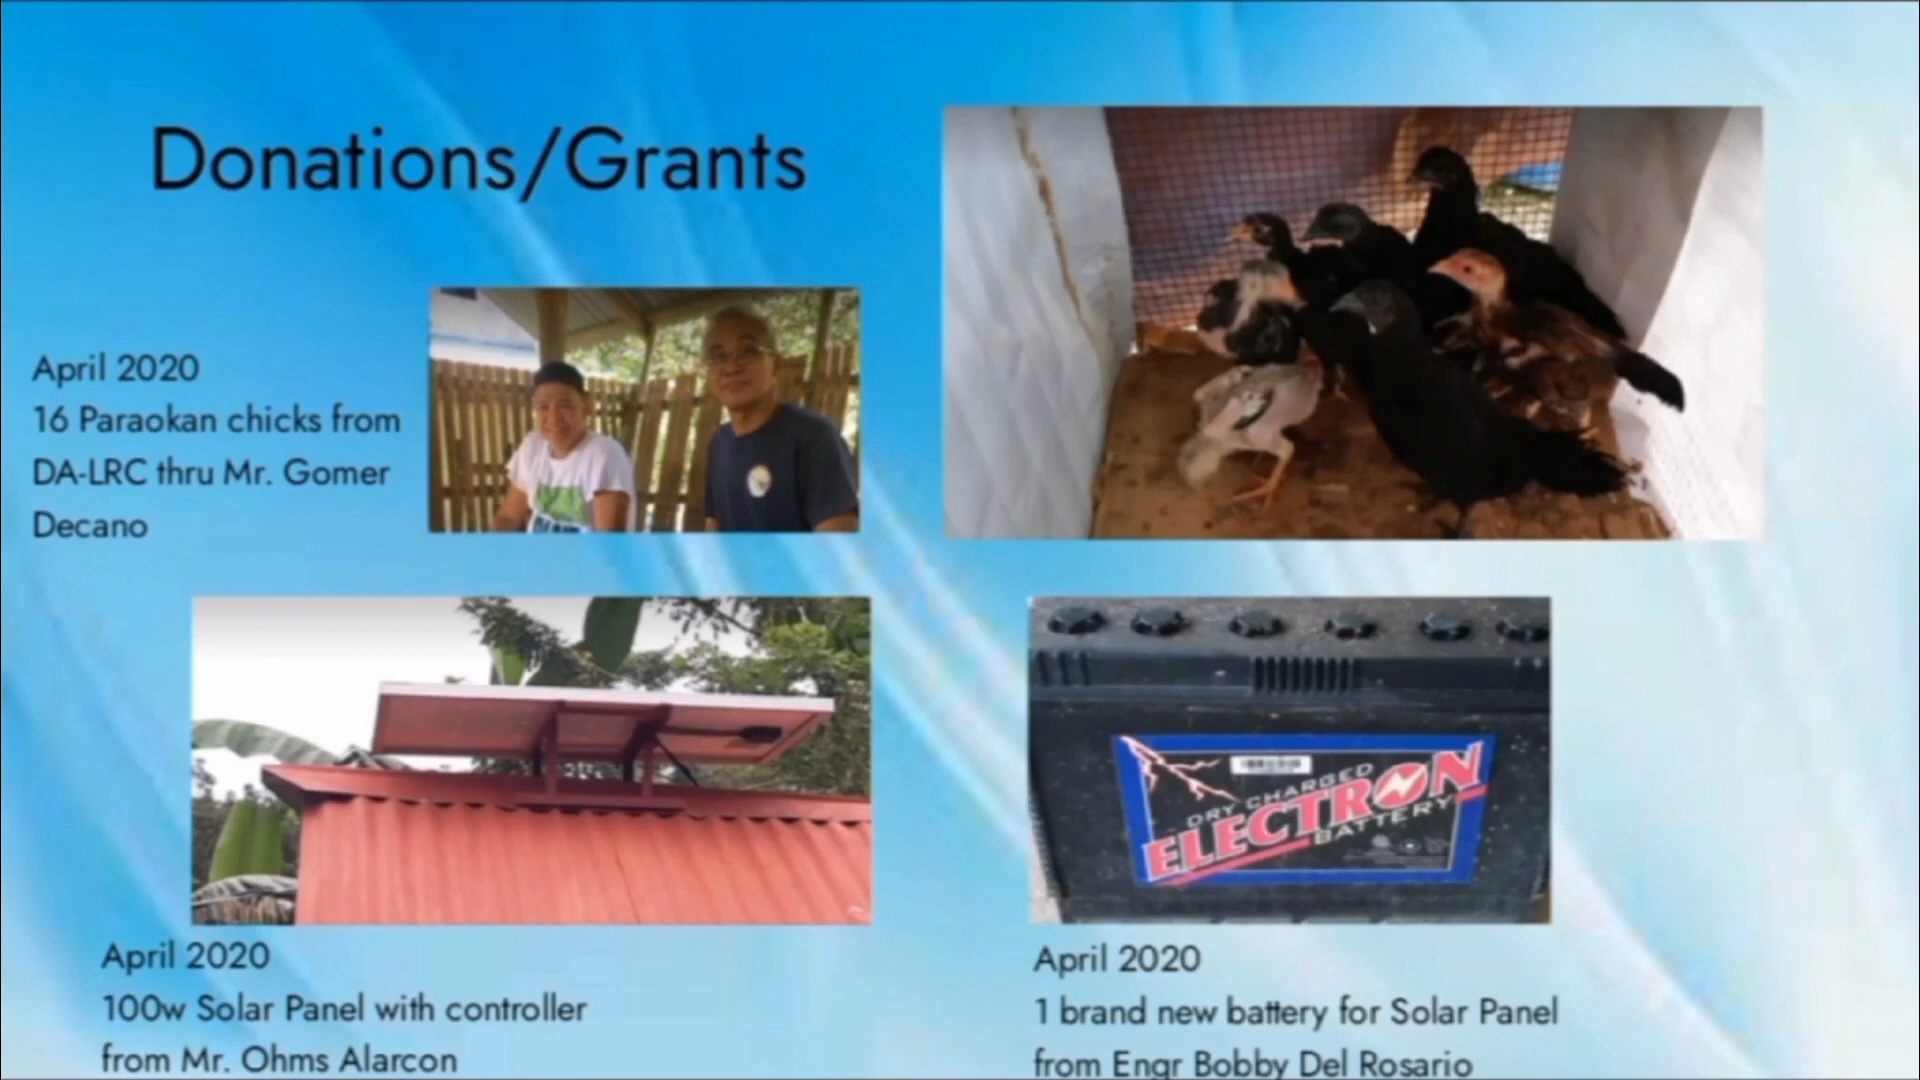 Donations/Grants
April 2020
16 Paraokan chicks from
DA-LRC thru Mr. Gomer
Decano
DRY CHARGED
ELECTRON
BATTERY
April 2020
100w Solar Panel with controller
from Mr. Ohms Alarcon
April 2020
1 brand new battery for Solar Panel
from Engr Bobby Del Rosario